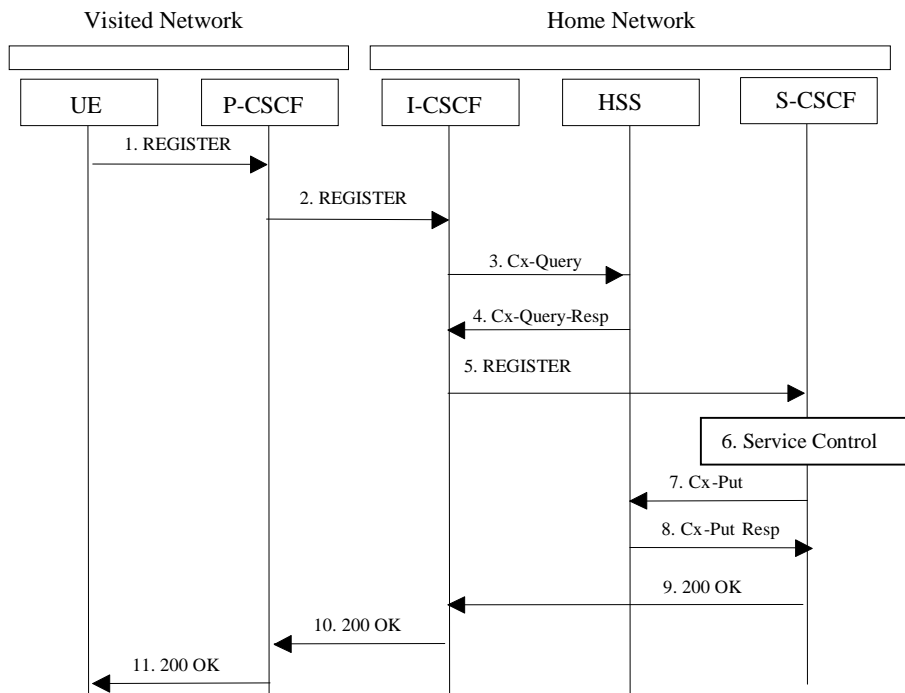 Visited Network
Home Network
UE
P-CSCF
I-CSCF
HSS
S-CSCF
1. REGISTER
2. REGISTER
3. Cx-Query
4. Cx-Query-Resp
5. REGISTER
6. Service Control
7. Cx-Put
8. Cx-Put Resp
9. 200 OK
10. 200 OK
11. 200 OK